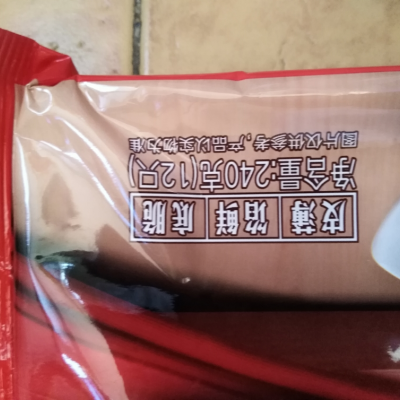 皮薄 馅鲜 底脆
净含量:240克(12只)
图片仅供参考,产品以实物为准